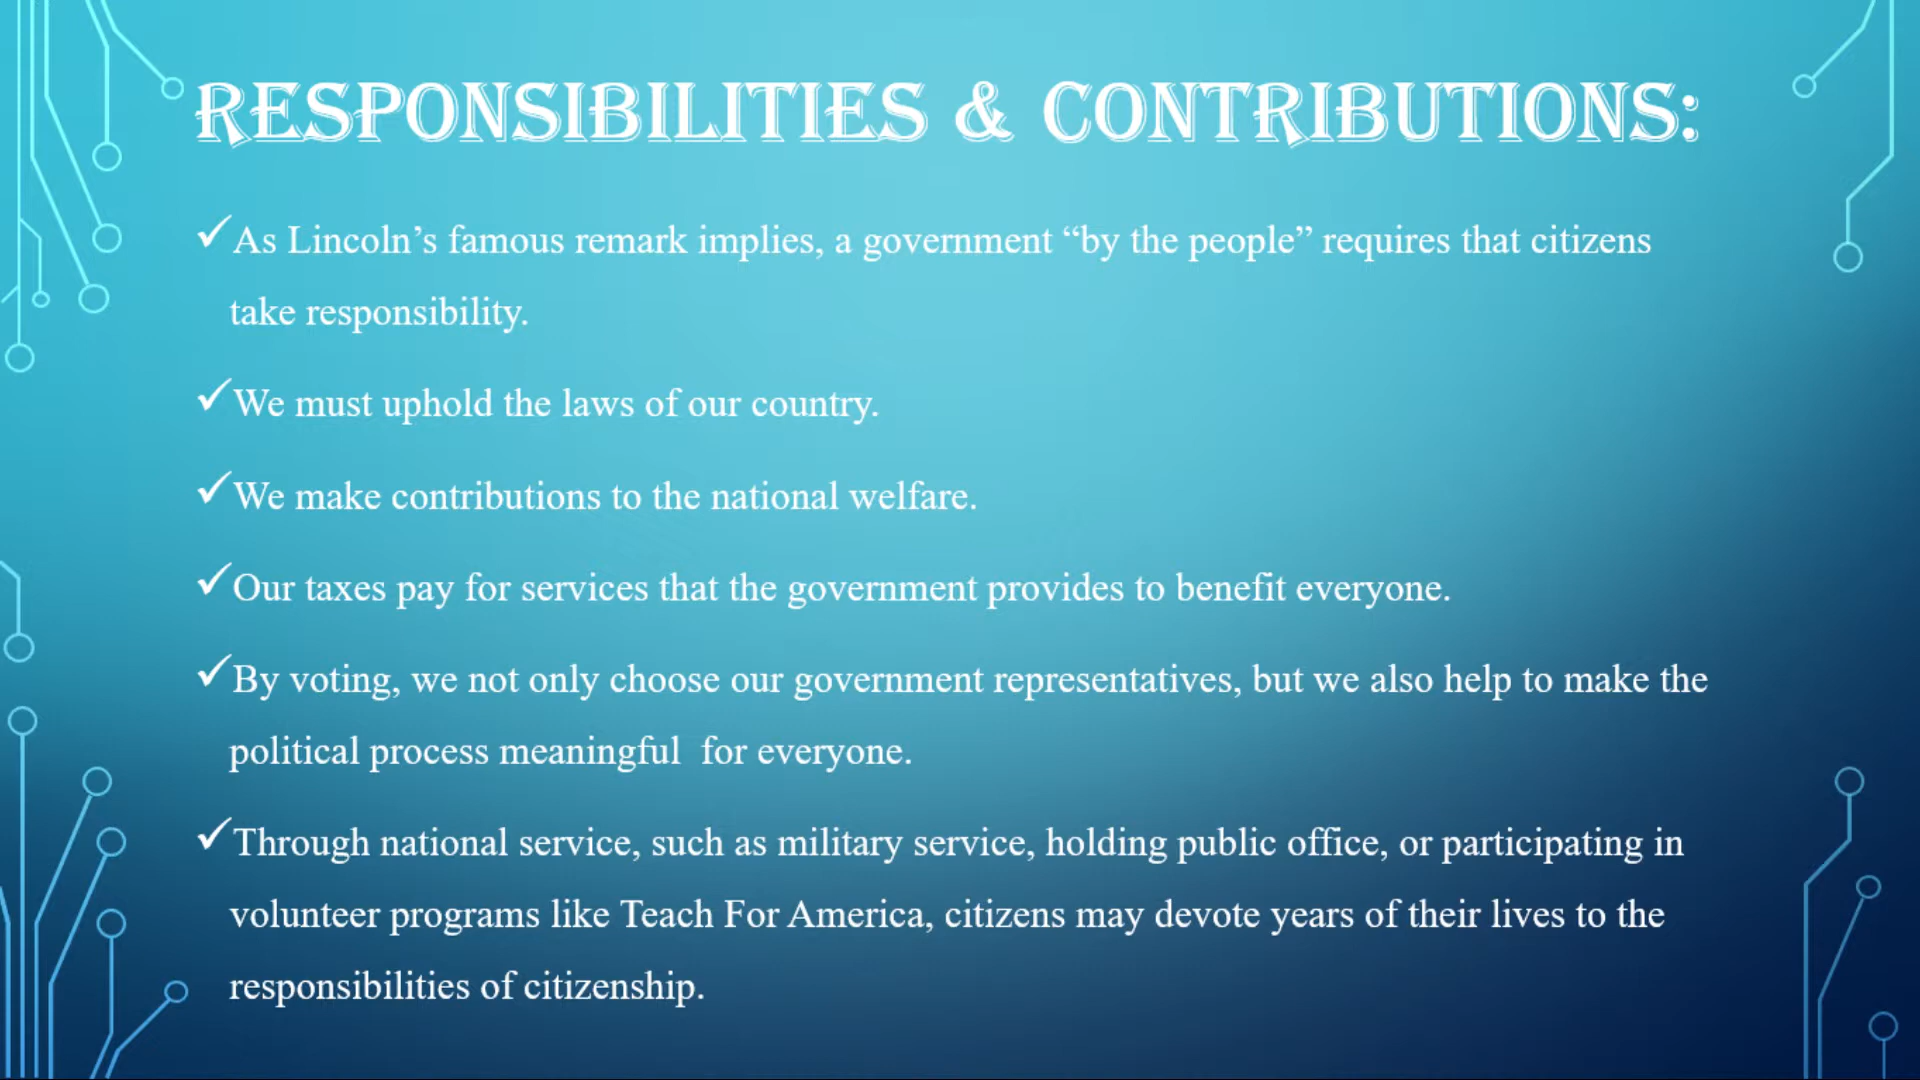 RESPONSIBILITIES & CONTRIBUTIONS:
✓As Lincoln’s famous remark implies, a government “by the people” requires that citizens
take responsibility.
✓We must uphold the laws of our country.
✓We make contributions to the national welfare.
✓Our taxes pay for services that the government provides to benefit everyone.
✓By voting, we not only choose our government representatives, but we also help to make the
political process meaningful  for everyone.
✓Through national service, such as military service, holding public office, or participating in
volunteer programs like Teach For America, citizens may devote years of their lives to the
responsibilities of citizenship.